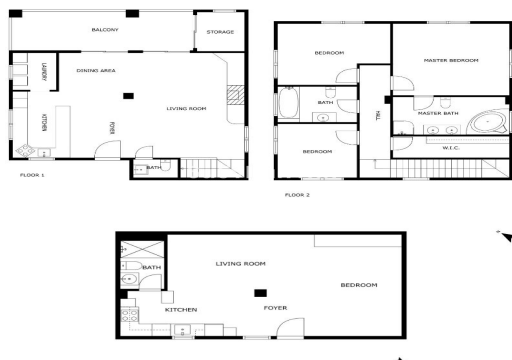 BALCONY
STORAGE
LAUNDRY
DINING AREA
LIVING ROOM
KITCHEN
FOYER
BATH
FLOOR 1
BEDROOM
MASTER BEDROOM
BATH
HALL
MASTER BATH
BEDROOM
W.I.C.
FLOOR 2
BATH
LIVING ROOM
BEDROOM
KITCHEN
FOYER